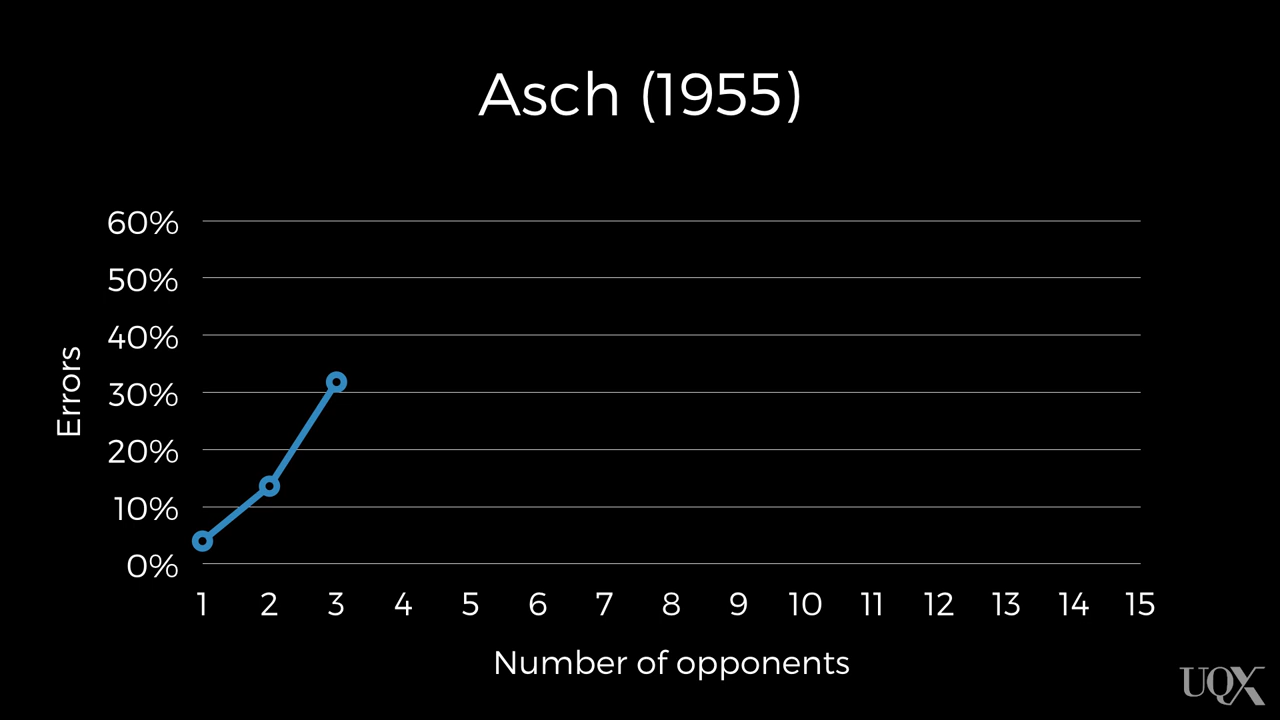 Asch (1955)
60%
50%
40%
30%
20%
10%
0%
Errors
1 2 3 4 5 6 7 8 9 10 11 12 13 14 15
Number of opponents
UQX